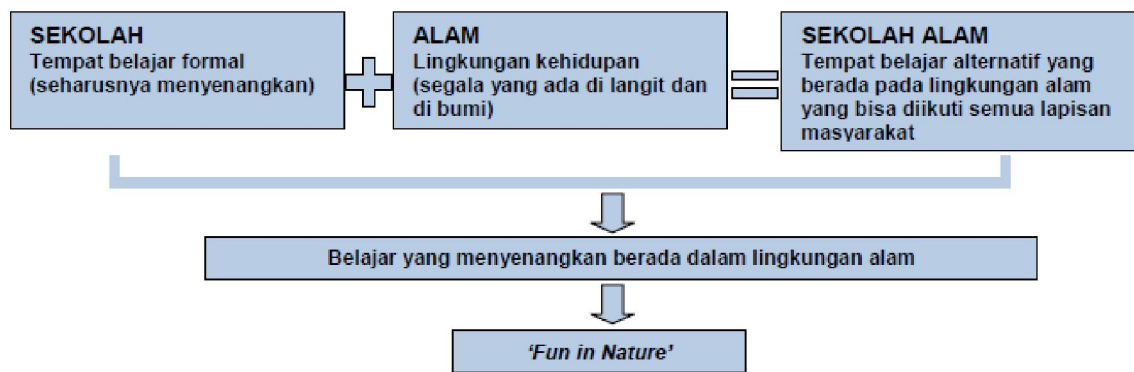 SEKOLAH
Tempat belajar formal
(seharusnya menyenangkan)
ALAM
Lingkungan kehidupan
(segala yang ada di langit dan
di bumi)
SEKOLAH ALAM
Tempat belajar alternatif yang
berada pada lingkungan alam
yang bisa diikuti semua lapisan
masyarakat
Belajar yang menyenangkan berada dalam lingkungan alam
‘Fun in Nature’